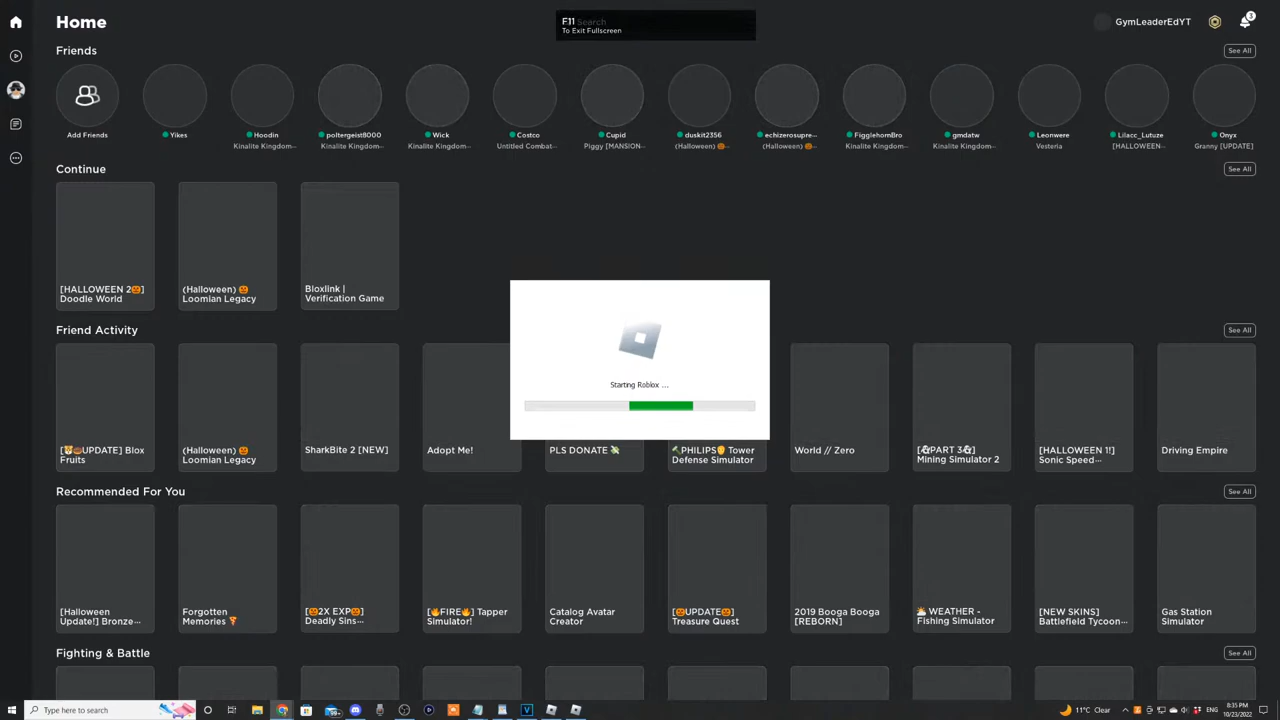 Home
F11 Search
To Exit Fullscreen
GymLeaderEdYT
3
Friends
See All
Add Friends
Yikes
Hoodin
Kinalite Kingdom...
poltergeist8000
Kinalite Kingdom...
Wick
Kinalite Kingdom...
Costco
Untitled Combat...
Cupid
Piggy [MANSION...
duskit2356
(Halloween) 🎃...
echizerosupre...
(Halloween) 🎃...
FigglehornBro
Kinalite Kingdom...
gmdatw
Kinalite Kingdom...
Leonwere
Vesteria
Lilacc_Lutuze
[HALLOWEEN...
Onyx
Granny [UPDATE]
Continue
See All
[HALLOWEEN 2🎃]
Doodle World
(Halloween) 🎃
Loomian Legacy
Bloxlink |
Verification Game
Starting Roblox ...
Friend Activity
See All
UPDATE] Blox
Fruits
(Halloween) 🎃
Loomian Legacy
SharkBite 2 [NEW]
Adopt Me!
PLS DONATE 💸
PHILIPS Tower
Defense Simulator
World // Zero
[PART 3]
Mining Simulator 2
[HALLOWEEN 1!]
Sonic Speed...
Driving Empire
Recommended For You
See All
[Halloween
Update!] Bronze...
Forgotten
Memories 🍕
[🎃2X EXP🎃]
Deadly Sins...
[🔥FIRE🔥] Tapper
Simulator!
Catalog Avatar
Creator
[🎃UPDATE🎃]
Treasure Quest
2019 Booga Booga
[REBORN]
WEATHER -
Fishing Simulator
[NEW SKINS]
Battlefield Tycoon...
Gas Station
Simulator
Fighting & Battle
See All
Type here to search
11°C Clear
ENG
8:35 PM
10/23/2022